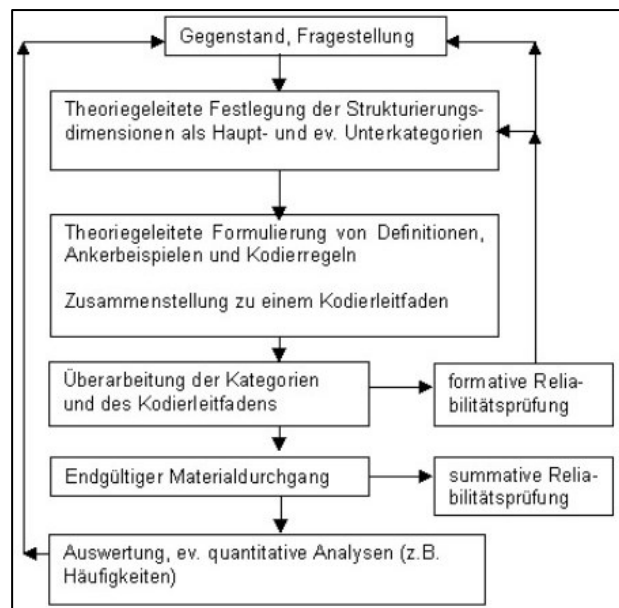 Gegenstand, Fragestellung
Theoriegeleitete Festlegung der Strukturierungs-
dimensionen als Haupt- und ev. Unterkategorien
Theoriegeleitete Formulierung von Definitionen,
Ankerbeispielen und Kodierregeln
Zusammenstellung zu einem Kodierleitfaden
Überarbeitung der Kategorien
und des Kodierleitfadens
formative Relia-
bilitätsprüfung
Endgültiger Materialdurchgang
summative Relia-
bilitätsprüfung
Auswertung, ev. quantitative Analysen (z.B.
Häufigkeiten)